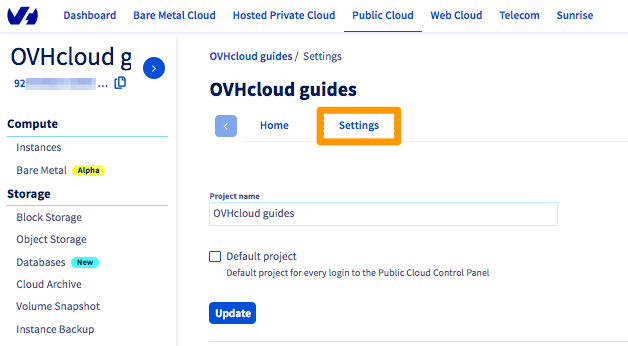 Dashboard Bare Metal Cloud Hosted Private Cloud Public Cloud Web Cloud Telecom Sunrise
OVHcloud g
92 ...
Compute
Instances
Bare Metal Alpha
Storage
Block Storage
Object Storage
Databases New
Cloud Archive
Volume Snapshot
Instance Backup
OVHcloud guides / Settings
OVHcloud guides
Home Settings
Project name
OVHcloud guides
Default project
Default project for every login to the Public Cloud Control Panel
Update